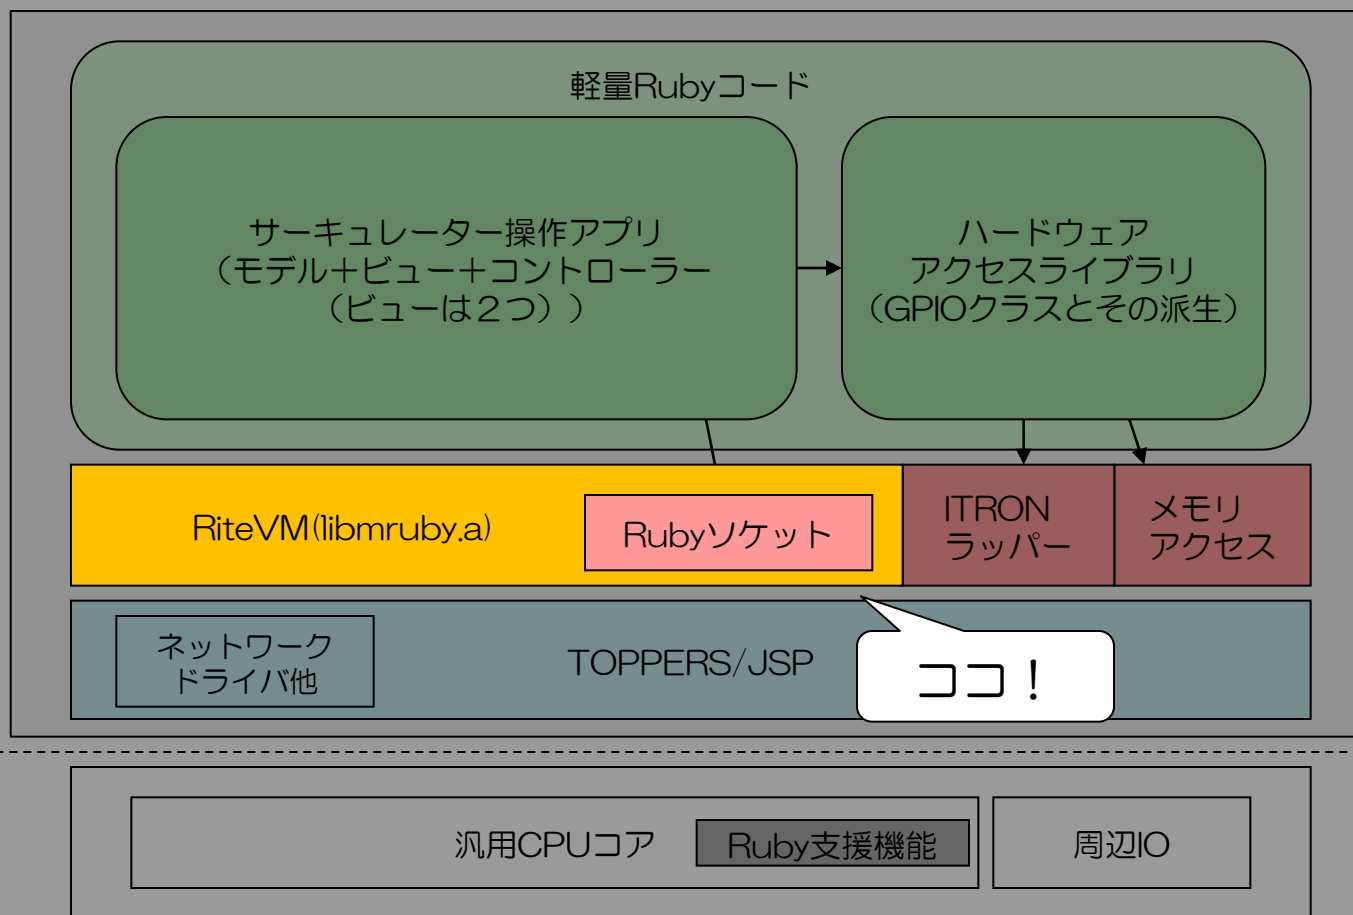 軽量Rubyコード
サーキュレーター操作アプリ
（モデル＋ビュー＋コントローラー
（ビューは２つ））
ハードウェア
アクセスライブラリ
（GPIOクラスとその派生）
RiteVM(libmruby.a)
Rubyソケット
ITRON
ラッパー
メモリ
アクセス
ネットワーク
ドライバ他
TOPPERS/JSP
ココ！
汎用CPUコア
Ruby支援機能
周辺IO